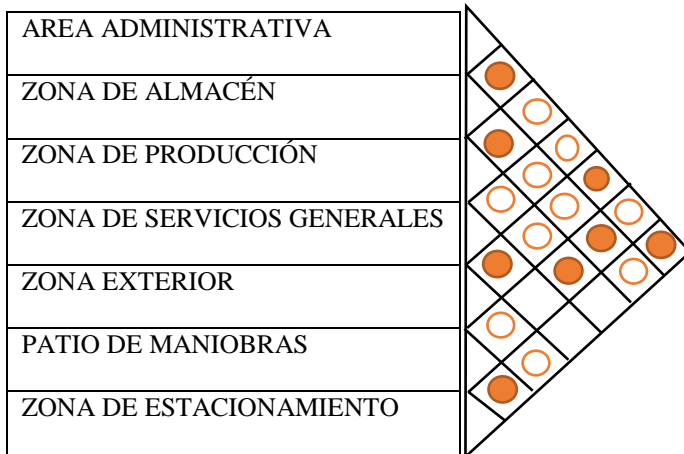 AREA ADMINISTRATIVA
ZONA DE ALMACÉN
ZONA DE PRODUCCIÓN
ZONA DE SERVICIOS GENERALES
ZONA EXTERIOR
PATIO DE MANIOBRAS
ZONA DE ESTACIONAMIENTO